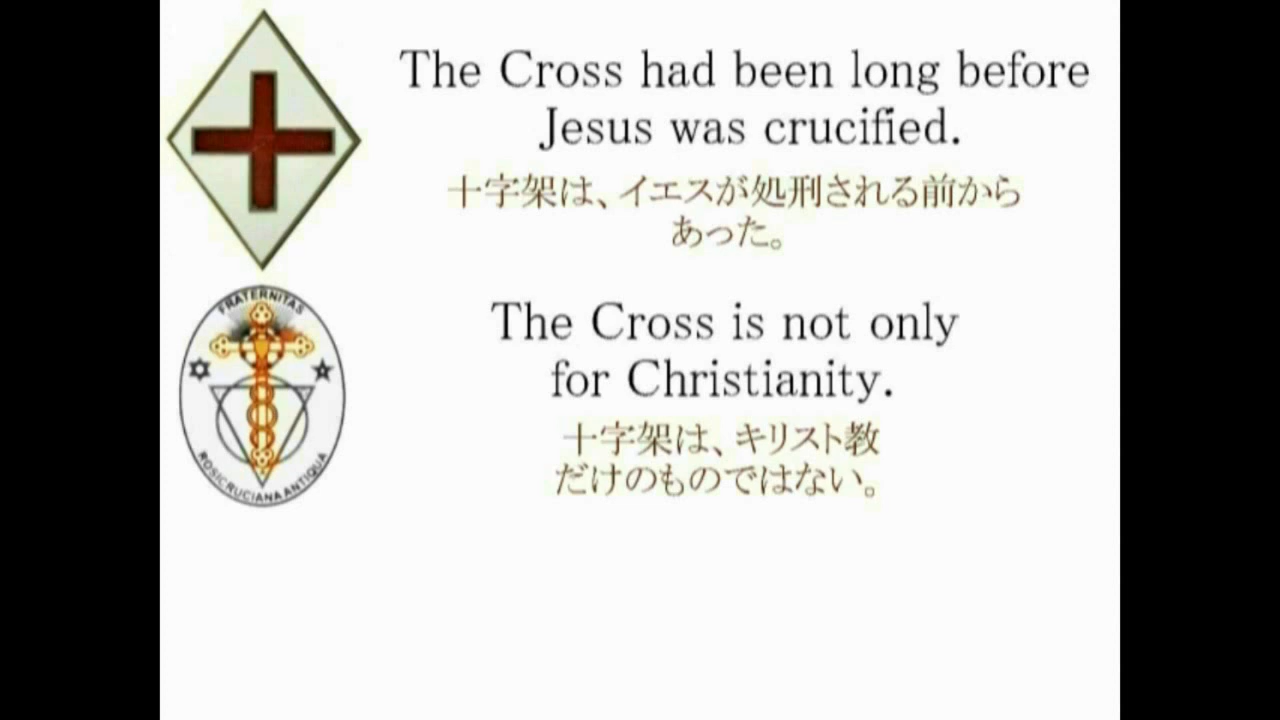 The Cross had been long before
Jesus was crucified.
十字架は、イエスが処刑される前から
あった。
FRATERNITAS
ROSICRUCIANA ANTIQUA
The Cross is not only
for Christianity.
十字架は、キリスト教
だけのものではない。